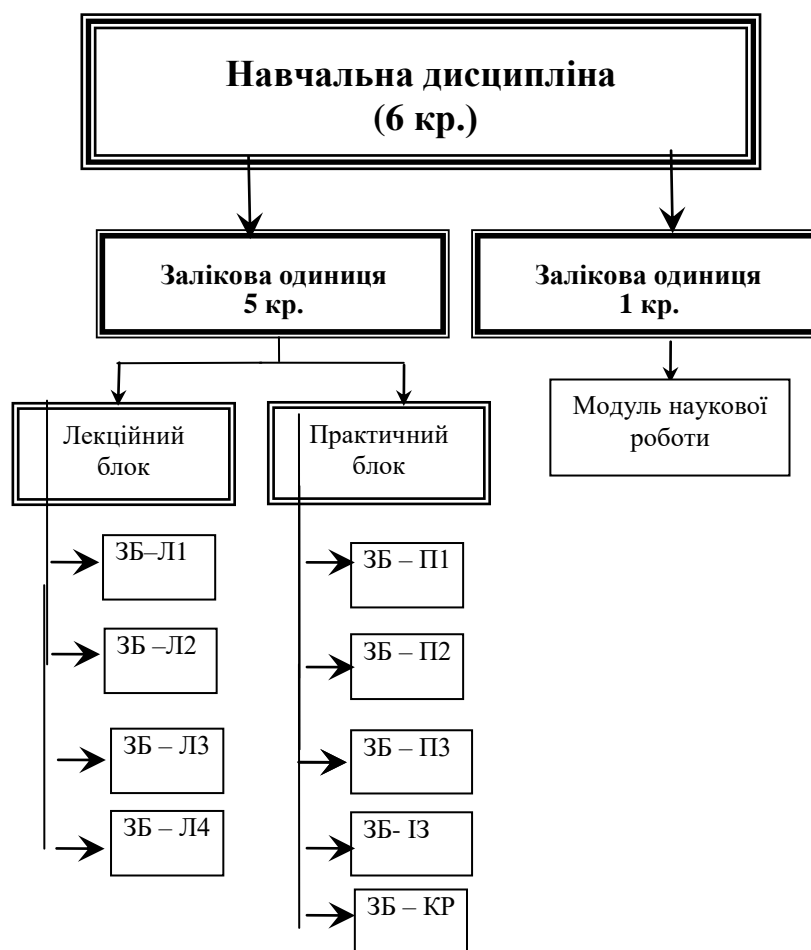 Навчальна дисципліна
(6 кр.)
Залікова одиниця
5 кр.
Залікова одиниця
1 кр.
Лекційний
блок
Практичний
блок
Модуль наукової
роботи
ЗБ–Л1
ЗБ –Л2
ЗБ – Л3
ЗБ – Л4
ЗБ – П1
ЗБ – П2
ЗБ – П3
ЗБ- ІЗ
ЗБ – КР